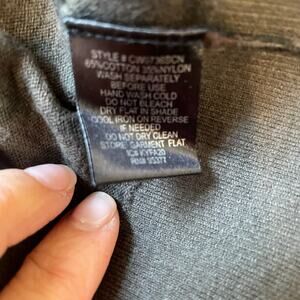 STYLE #
65%COTTON 35%NYLON
WASH SEPARATELY
BEFORE USE
HAND WASH COLD
DO NOT BLEACH
DRY FLAT IN SHADE
COOL IRON ON REVERSE
IF NEEDED
DO NOT DRY CLEAN
STORE GARMENT FLAT